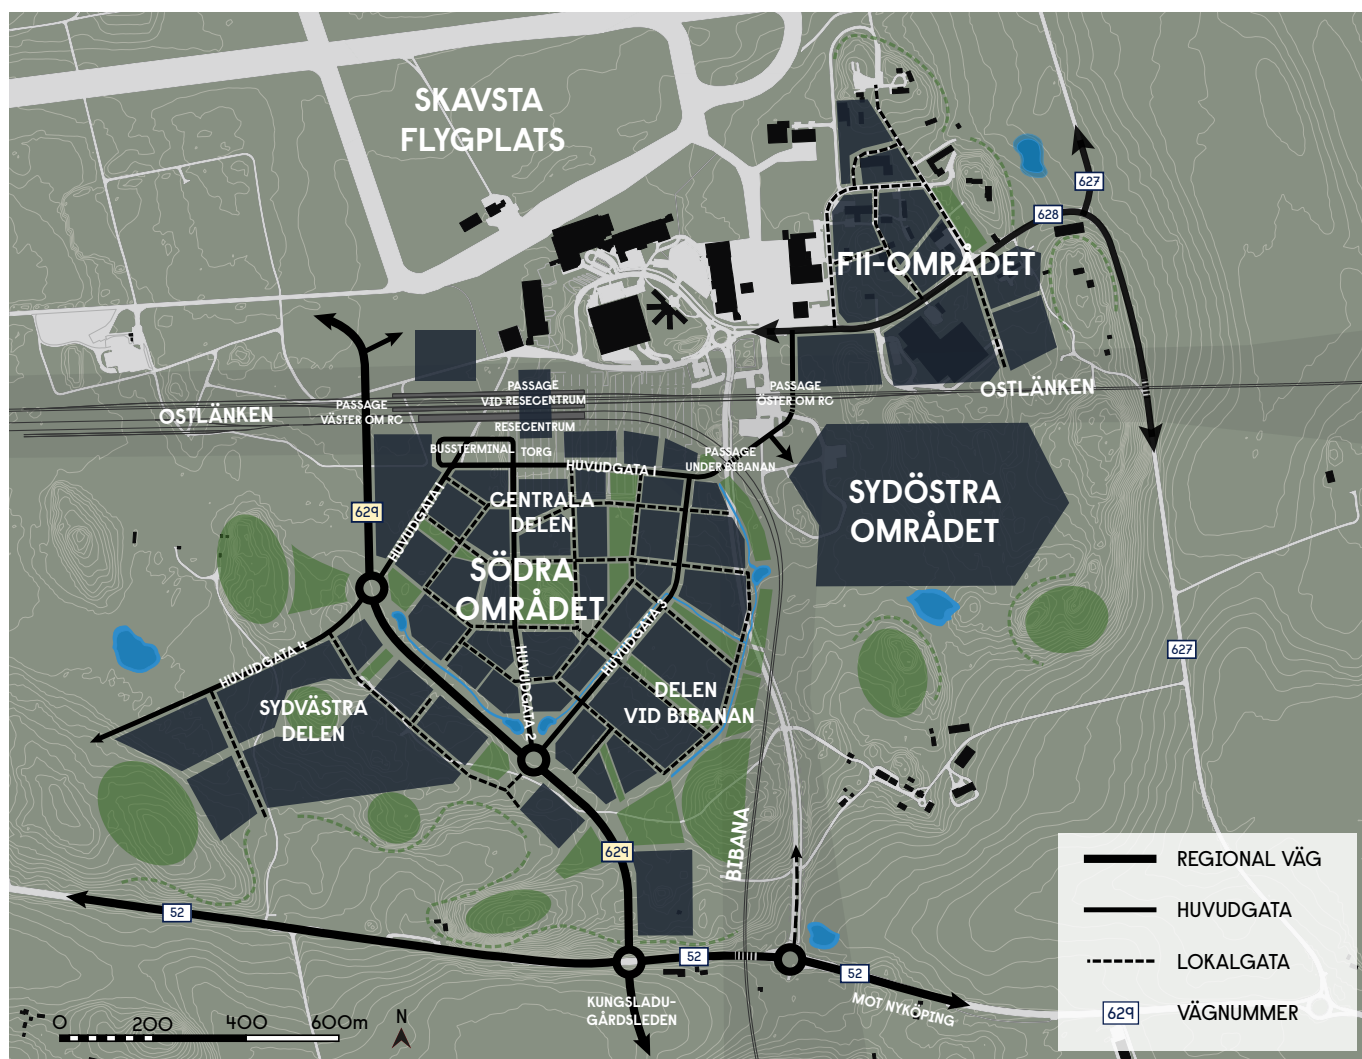 SKAVSTA
FLYGPLATS
627
628
FII-OMRÅDET
OSTLÄNKEN
PASSAGE
VID RESECENTRUM
PASSAGE
ÖSTER OM RC
OSTLÄNKEN
PASSAGE
VÄSTER OM RC
RESECENTRUM
BUSSTERMINAL
TORG
HUVUDGATA 1
PASSAGE
UNDER BIBANAN
HUVUDGATA 1
CENTRALA
DELEN
SYDÖSTRA
OMRÅDET
629
SÖDRA
OMRÅDET
HUVUDGATA 3
HUVUDGATA 4
HUVUDGATA 2
627
SYDVÄSTRA
DELEN
DELEN
VID BIBANAN
BIBANA
629
52
52
52
MOT NYKÖPING
KUNGSLADU-
GÅRDSLEDEN
REGIONAL VÄG
HUVUDGATA
LOKALGATA
629
VÄGNUMMER
0 200 400 600m
N